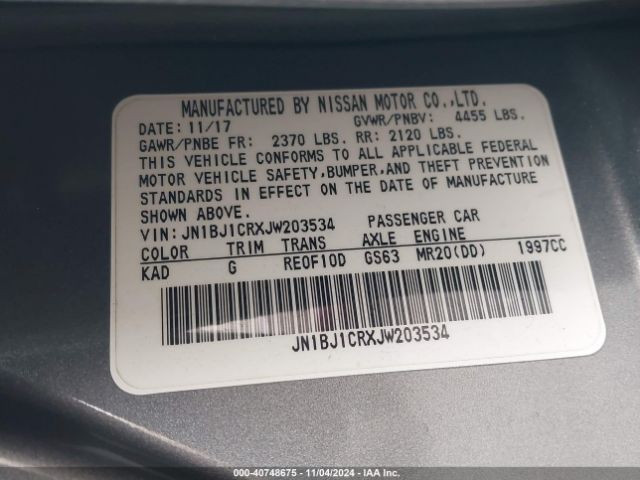 MANUFACTURED BY NISSAN MOTOR CO.,LTD.
DATE: 11/17 GVWR/PNBV: 4455 LBS.
GAWR/PNBE FR: 2370 LBS. RR: 2120 LBS.
THIS VEHICLE CONFORMS TO ALL APPLICABLE FEDERAL
MOTOR VEHICLE SAFETY,BUMPER,AND THEFT PREVENTION
STANDARDS IN EFFECT ON THE DATE OF MANUFACTURE
SHOWN ABOVE.
VIN: JN1BJ1CRXJW203534 PASSENGER CAR
COLOR TRIM TRANS AXLE ENGINE
KAD G RE0F10D GS63 MR20(DD) 1997CC
JN1BJ1CRXJW203534
000-40748675 - 11/04/2024 - IAA Inc.